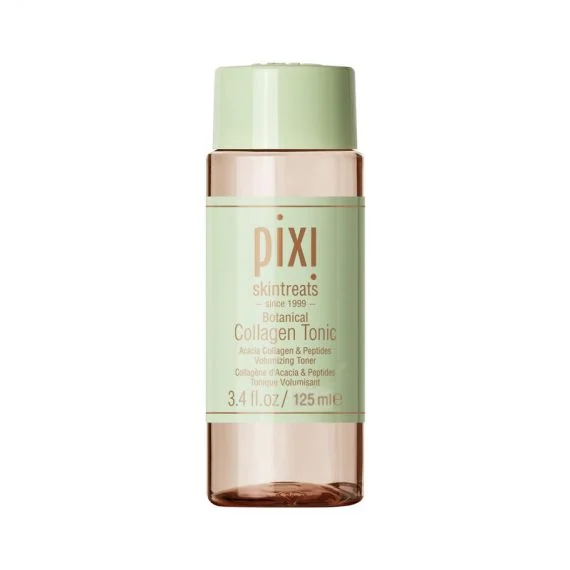 pixi
skintreats
– since 1999 –
Botanical
Collagen Tonic
Acacia Collagen & Peptides
Volumizing Toner
Collagène d'Acacia & Peptides
Tonique Volumisant
3.4 fl.oz/ 125 ml℮